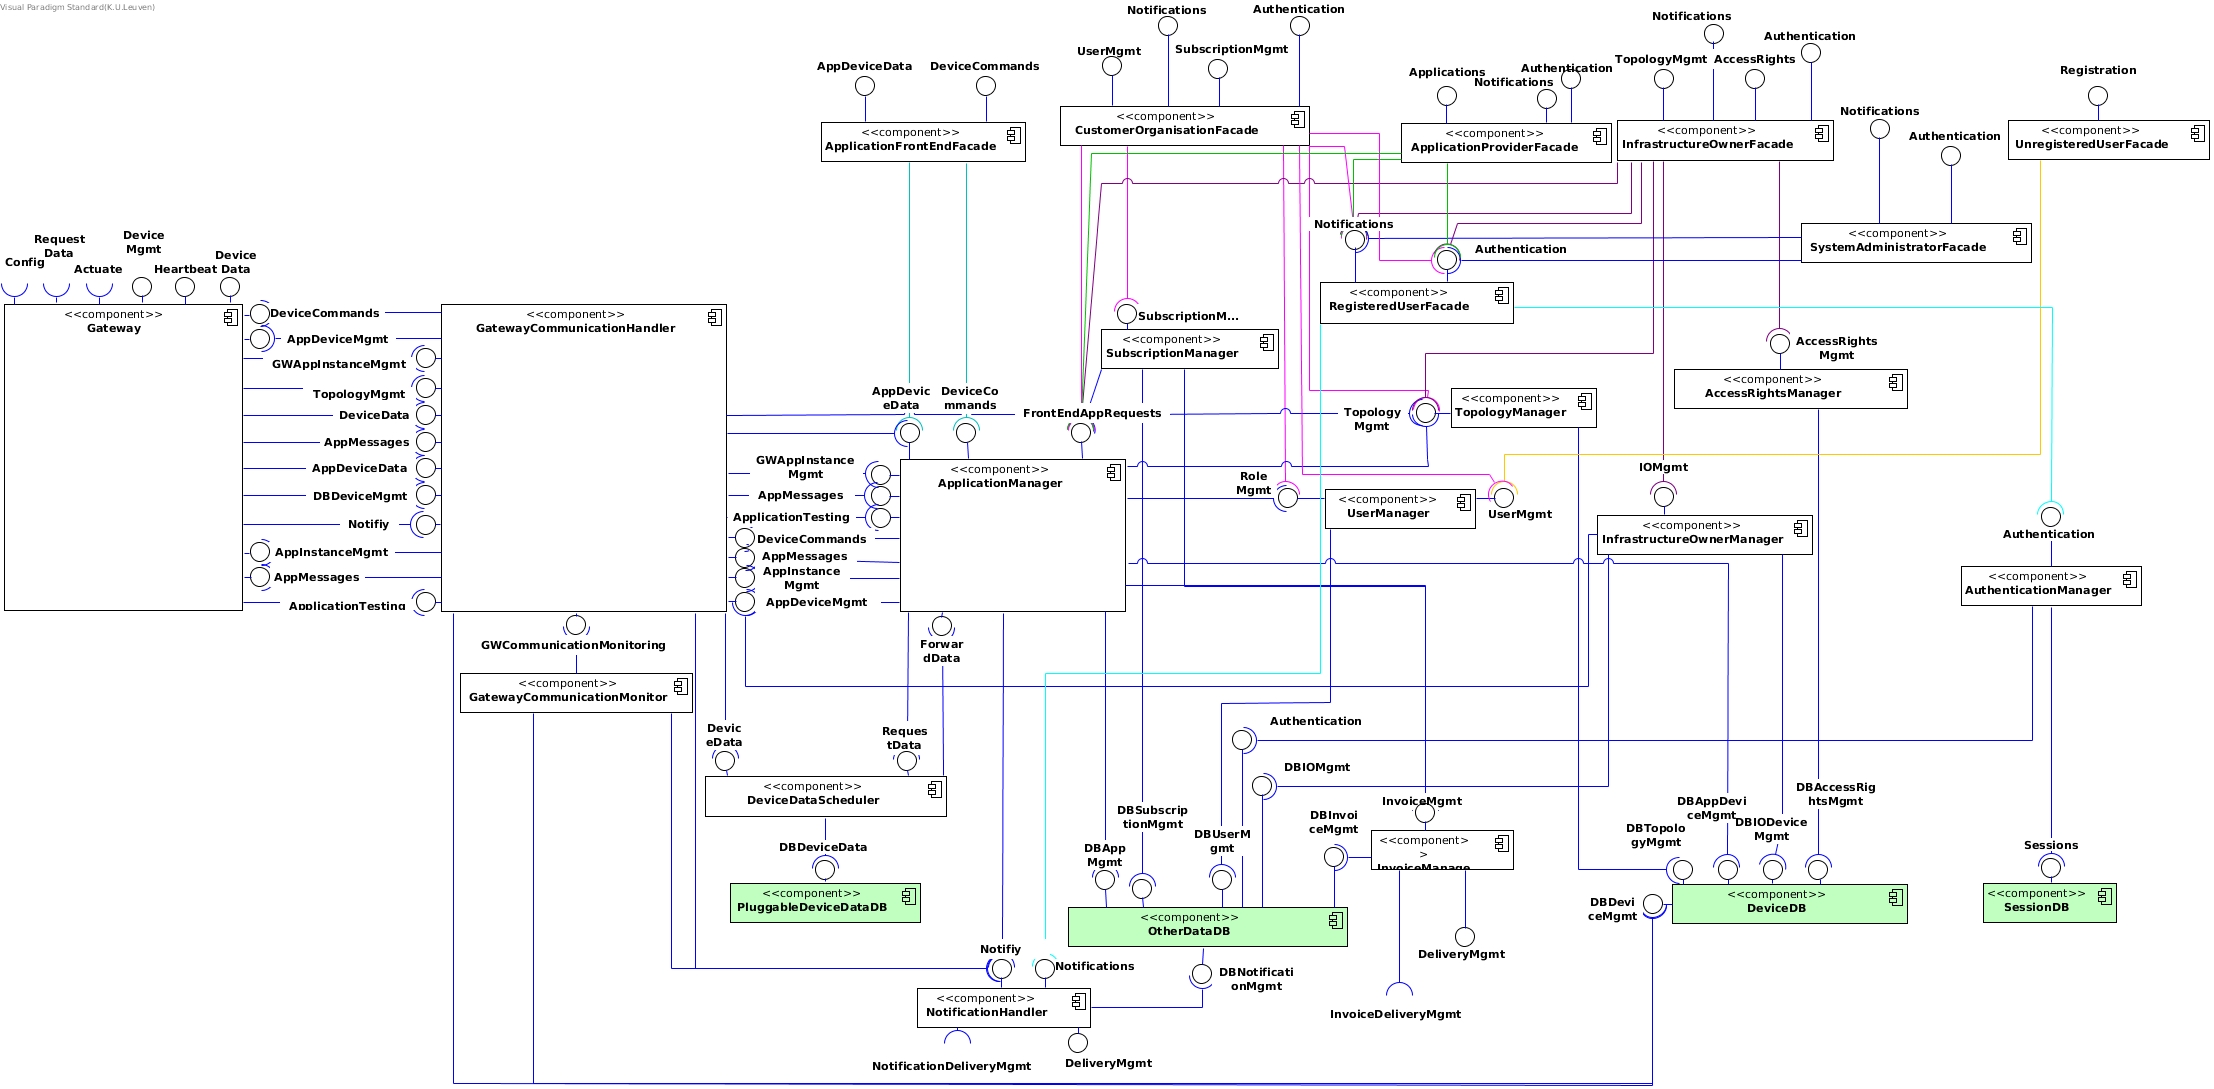 Visual Paradigm Standard(K.U.Leuven)
Notifications
Authentication
UserMgmt
SubscriptionMgmt
AppDeviceData
DeviceCommands
Applications
Notifications
Authentication
Notifications
Authentication
TopologyMgmt
AccessRights
Registration
Notifications
Authentication
<<component>>
CustomerOrganisationFacade
<<component>>
ApplicationFrontEndFacade
<<component>>
ApplicationProviderFacade
<<component>>
InfrastructureOwnerFacade
<<component>>
UnregisteredUserFacade
<<component>>
SystemAdministratorFacade
Notifications
Authentication
<<component>>
RegisteredUserFacade
Config
Request
Data
Actuate
Device
Mgmt
Heartbeat
Device
Data
<<component>>
Gateway
DeviceCommands
AppDeviceMgmt
GWAppInstanceMgmt
TopologyMgmt
DeviceData
AppMessages
AppDeviceData
DBDeviceMgmt
Notifiy
AppInstanceMgmt
AppMessages
ApplicationTesting
<<component>>
GatewayCommunicationHandler
SubscriptionM...
<<component>>
SubscriptionManager
AccessRights
Mgmt
<<component>>
AccessRightsManager
AppDevic
eData
DeviceCo
mmands
FrontEndAppRequests
Topology
Mgmt
<<component>>
TopologyManager
GWAppInstance
Mgmt
AppMessages
ApplicationTesting
DeviceCommands
AppMessages
AppInstance
Mgmt
AppDeviceMgmt
<<component>>
ApplicationManager
Role
Mgmt
<<component>>
UserManager
UserMgmt
IOMgmt
<<component>>
InfrastructureOwnerManager
Authentication
<<component>>
AuthenticationManager
GWCommunicationMonitoring
<<component>>
GatewayCommunicationMonitor
Forwar
dData
Devic
eData
Reques
tData
<<component>>
DeviceDataScheduler
DBDeviceData
<<component>>
PluggableDeviceDataDB
Authentication
DBIOMgmt
DBSubscrip
tionMgmt
DBApp
Mgmt
DBUserM
gmt
DBInvoi
ceMgmt
InvoiceMgmt
<<component>
>
InvoiceManage
<<component>>
OtherDataDB
DeliveryMgmt
InvoiceDeliveryMgmt
DBAppDevi
ceMgmt
DBAccessRig
htsMgmt
DBTopolo
gyMgmt
DBIODevice
Mgmt
DBDevi
ceMgmt
<<component>>
DeviceDB
Sessions
<<component>>
SessionDB
Notifiy
Notifications
DBNotificati
onMgmt
<<component>>
NotificationHandler
NotificationDeliveryMgmt
DeliveryMgmt